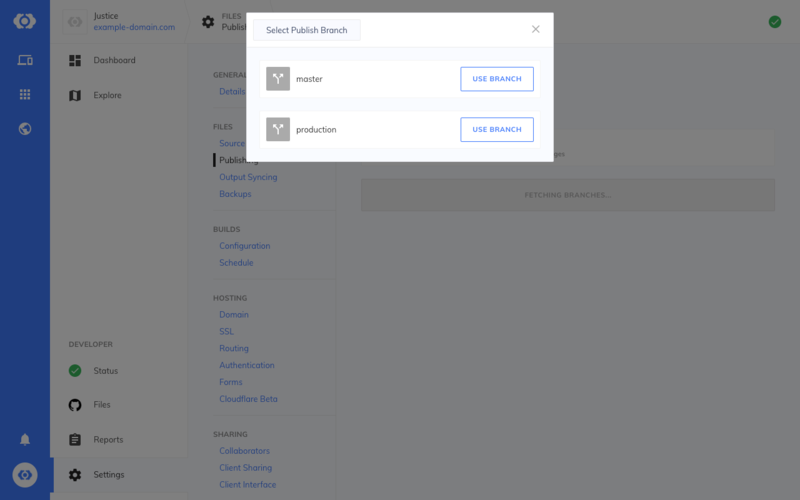 Justice
example-domain.com
FILES
Publish
Select Publish Branch
master
USE BRANCH
production
USE BRANCH
Dashboard
Explore
DEVELOPER
Status
Files
Reports
Settings
GENERAL
Details
FILES
Source
Publishing
Output Syncing
Backups
BUILDS
Configuration
Schedule
HOSTING
Domain
SSL
Routing
Authentication
Forms
Cloudflare Beta
SHARING
Collaborators
Client Sharing
Client Interface
FETCHING BRANCHES...